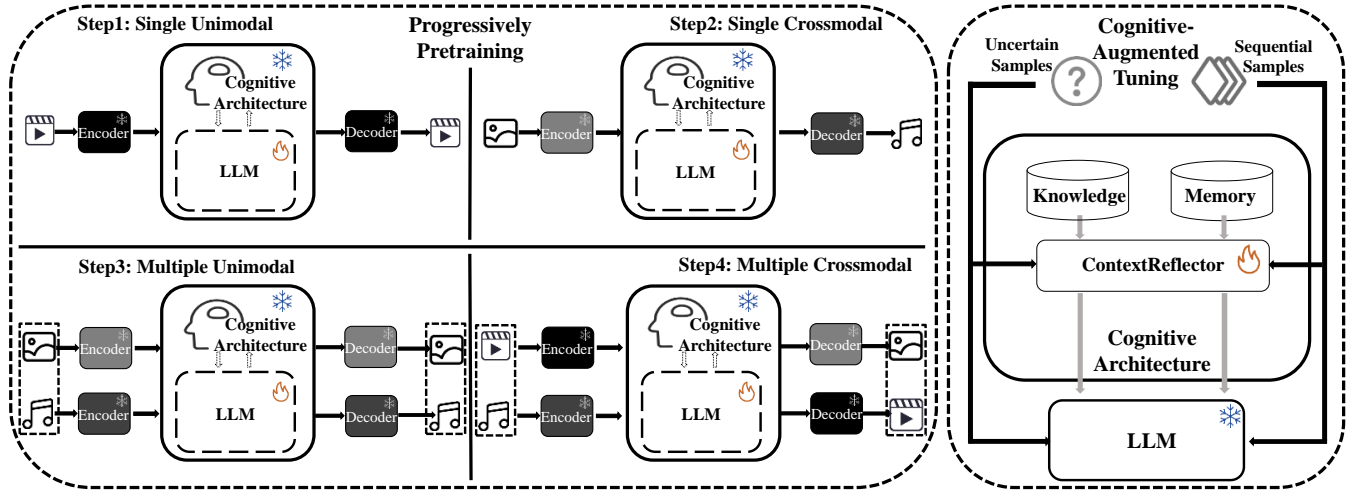 Progressively
Pretraining
Step1: Single Unimodal
Cognitive
Architecture
Encoder
LLM
Decoder
Step2: Single Crossmodal
Cognitive
Architecture
Encoder
LLM
Decoder
Step3: Multiple Unimodal
Cognitive
Architecture
Encoder
Decoder
Encoder
LLM
Decoder
Step4: Multiple Crossmodal
Cognitive
Architecture
Encoder
Decoder
Encoder
LLM
Decoder
Cognitive-
Augmented
Tuning
Uncertain
Samples
?
Sequential
Samples
Knowledge
Memory
ContextReflector
Cognitive
Architecture
LLM